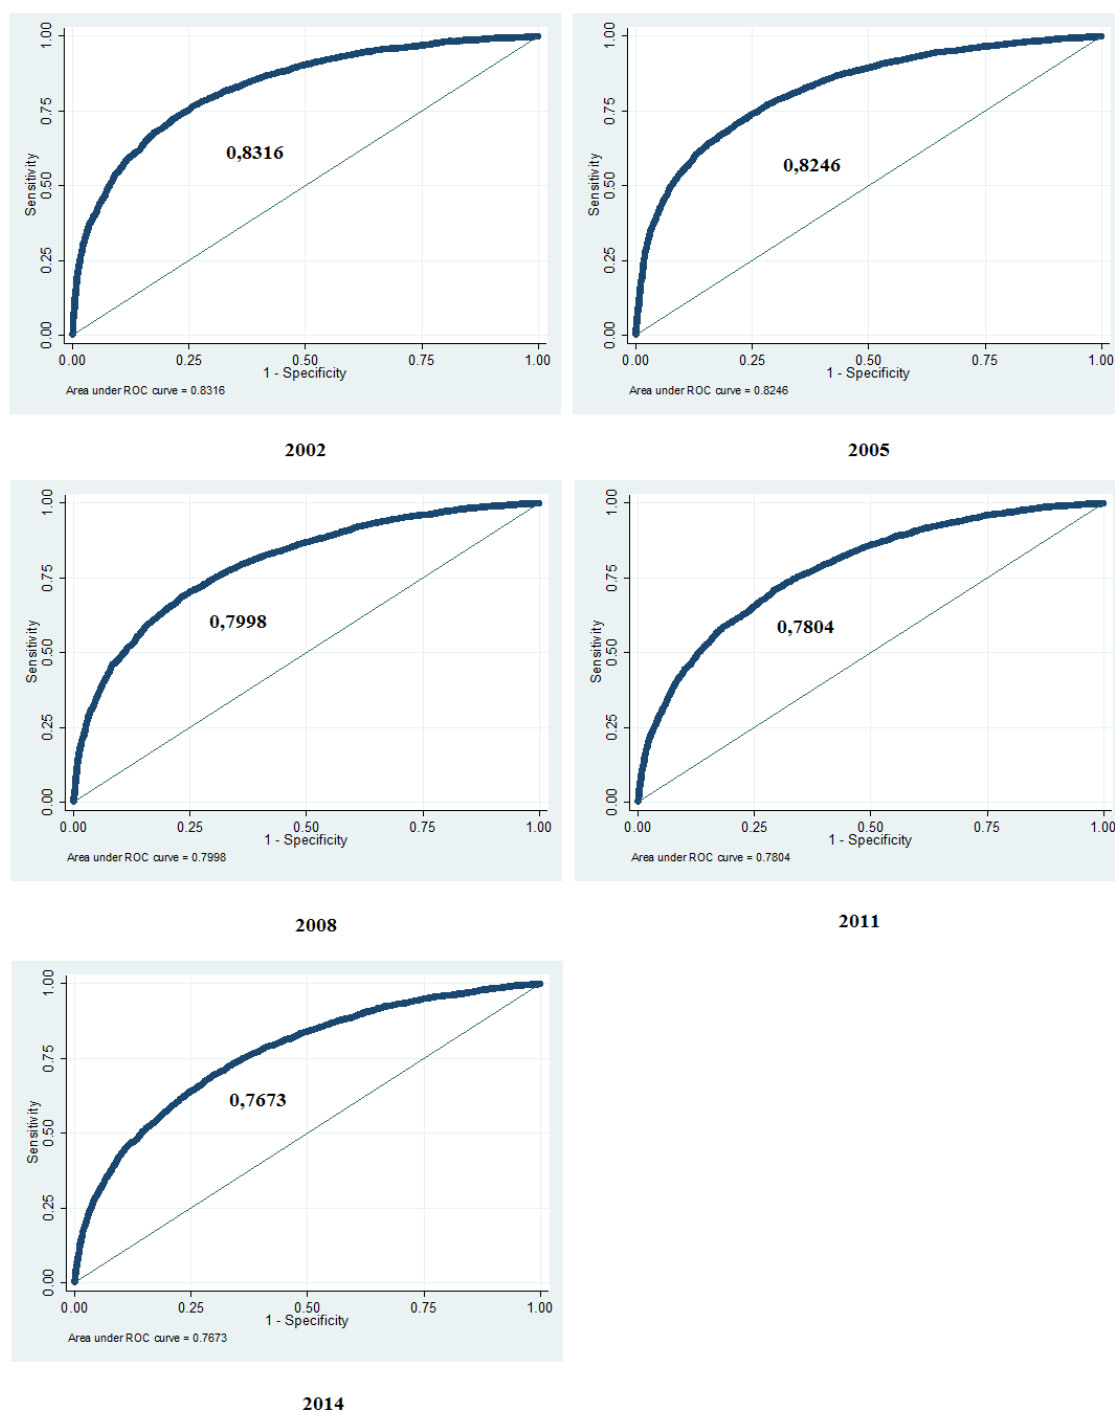 Sensitivity
1.00
0.75
0.50
0.25
0.00
0,8316
0.00 0.25 0.50 0.75 1.00
1 - Specificity
Area under ROC curve = 0.8316
2002
Sensitivity
1.00
0.75
0.50
0.25
0.00
0,8246
0.00 0.25 0.50 0.75 1.00
1 - Specificity
Area under ROC curve = 0.8246
2005
Sensitivity
1.00
0.75
0.50
0.25
0.00
0,7998
0.00 0.25 0.50 0.75 1.00
1 - Specificity
Area under ROC curve = 0.7998
2008
Sensitivity
1.00
0.75
0.50
0.25
0.00
0,7804
0.00 0.25 0.50 0.75 1.00
1 - Specificity
Area under ROC curve = 0.7804
2011
Sensitivity
1.00
0.75
0.50
0.25
0.00
0,7673
0.00 0.25 0.50 0.75 1.00
1 - Specificity
Area under ROC curve = 0.7673
2014